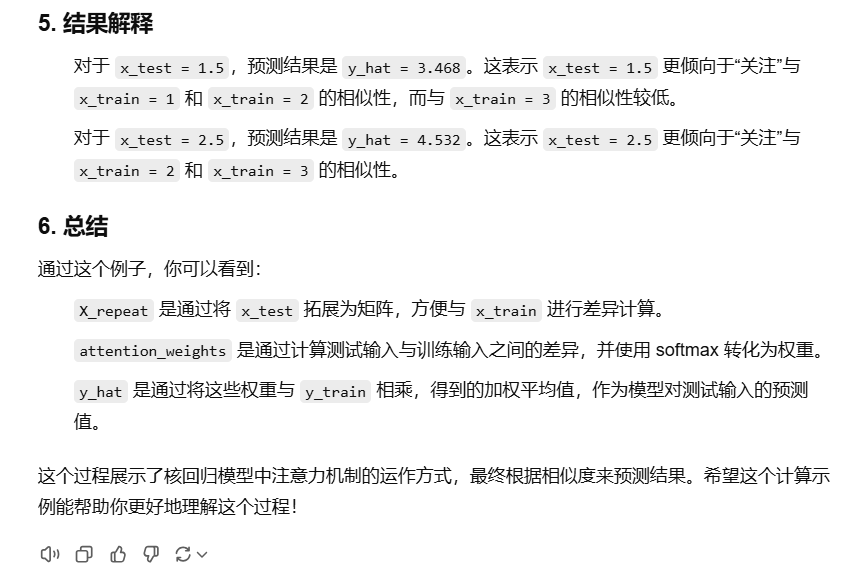 5. 结果解释
对于 x_test = 1.5，预测结果是 y_hat = 3.468。这表示 x_test = 1.5 更倾向于“关注”与
x_train = 1 和 x_train = 2 的相似性，而与 x_train = 3 的相似性较低。
对于 x_test = 2.5，预测结果是 y_hat = 4.532。这表示 x_test = 2.5 更倾向于“关注”与
x_train = 2 和 x_train = 3 的相似性。
6. 总结
通过这个例子，你可以看到：
X_repeat 是通过将 x_test 拓展为矩阵，方便与 x_train 进行差异计算。
attention_weights 是通过计算测试输入与训练输入之间的差异，并使用 softmax 转化为权重。
y_hat 是通过将这些权重与 y_train 相乘，得到的加权平均值，作为模型对测试输入的预测
值。
这个过程展示了核回归模型中注意力机制的运作方式，最终根据相似度来预测结果。希望这个计算示
例能帮助你更好地理解这个过程！